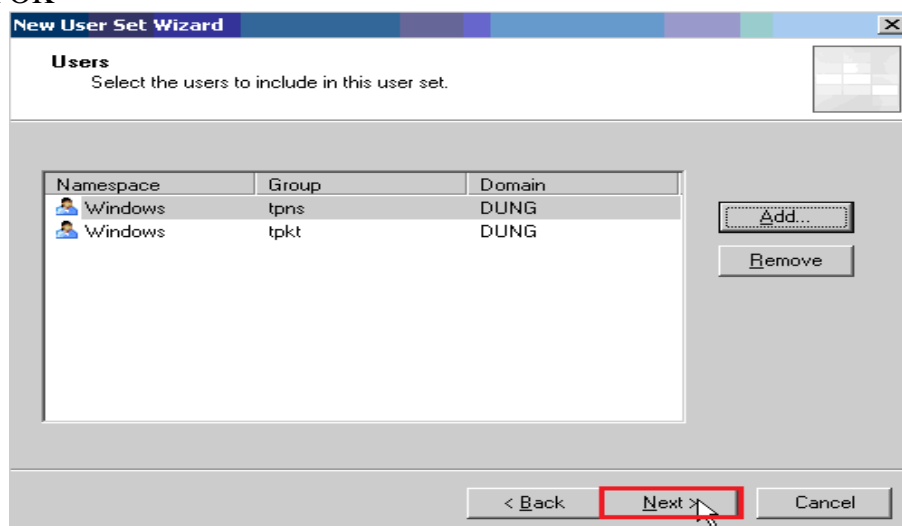 OK
New User Set Wizard
Users
Select the users to include in this user set.
Namespace Group Domain
Windows tpns DUNG
Windows tpkt DUNG
Add...
Remove
< Back Next > Cancel